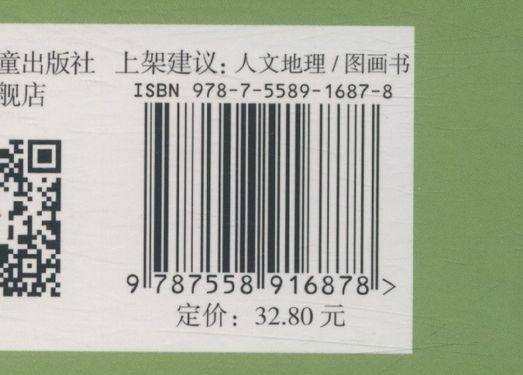 童出版社 上架建议：人文地理 / 图画书
舰店
ISBN 978-7-5589-1687-8
9 787558 916878 >
定价：32.80 元